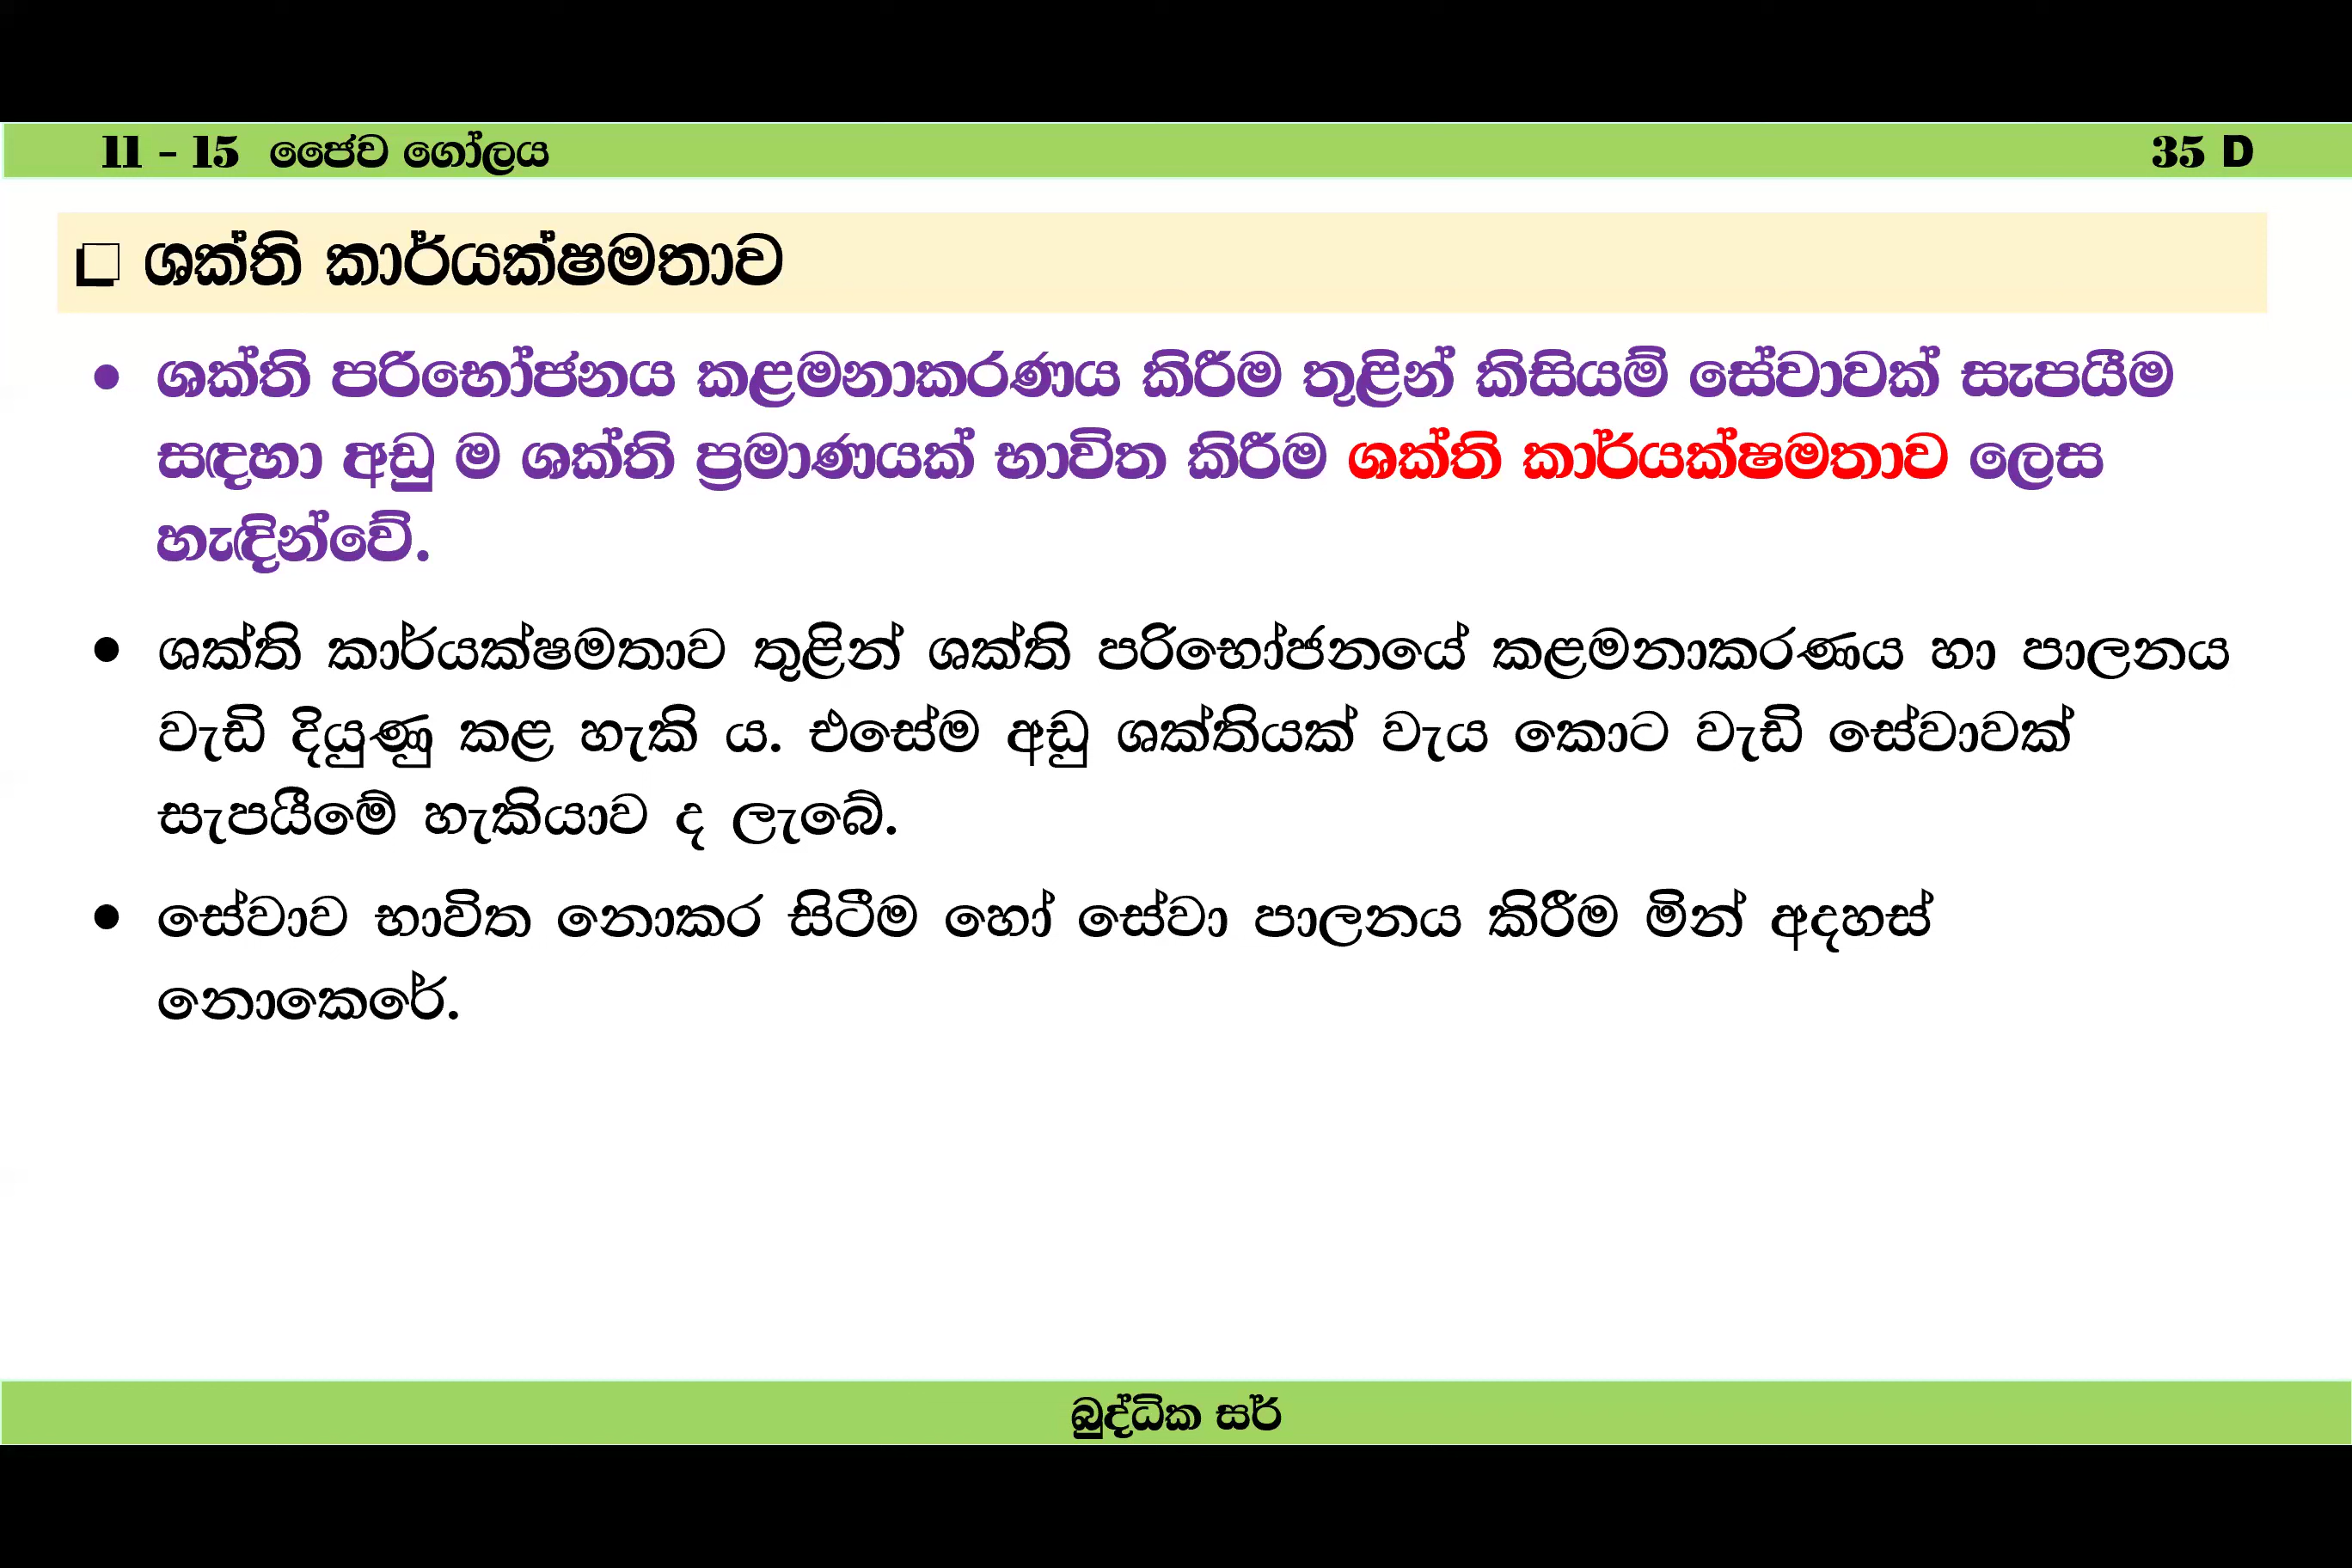 11 - 15 ජෛව ගෝලය 35 D
❑ ශක්ති කාර්යක්ෂමතාව
• ශක්ති පරිභෝජනය කළමනාකරණය කිරීම තුළින් කිසියම් සේවාවක් සැපයීම
සඳහා අඩු ම ශක්ති ප්‍රමාණයක් භාවිත කිරීම ශක්ති කාර්යක්ෂමතාව ලෙස
හැඳින්වේ.
• ශක්ති කාර්යක්ෂමතාව තුළින් ශක්ති පරිභෝජනයේ කළමනාකරණය හා පාලනය
වැඩි දියුණු කළ හැකි ය. එසේම අඩු ශක්තියක් වැය කොට වැඩි සේවාවක්
සැපයීමේ හැකියාව ද ලැබේ.
• සේවාව භාවිත නොකර සිටීම හෝ සේවා පාලනය කිරීම මින් අදහස්
නොකෙරේ.
බුද්ධික සර්